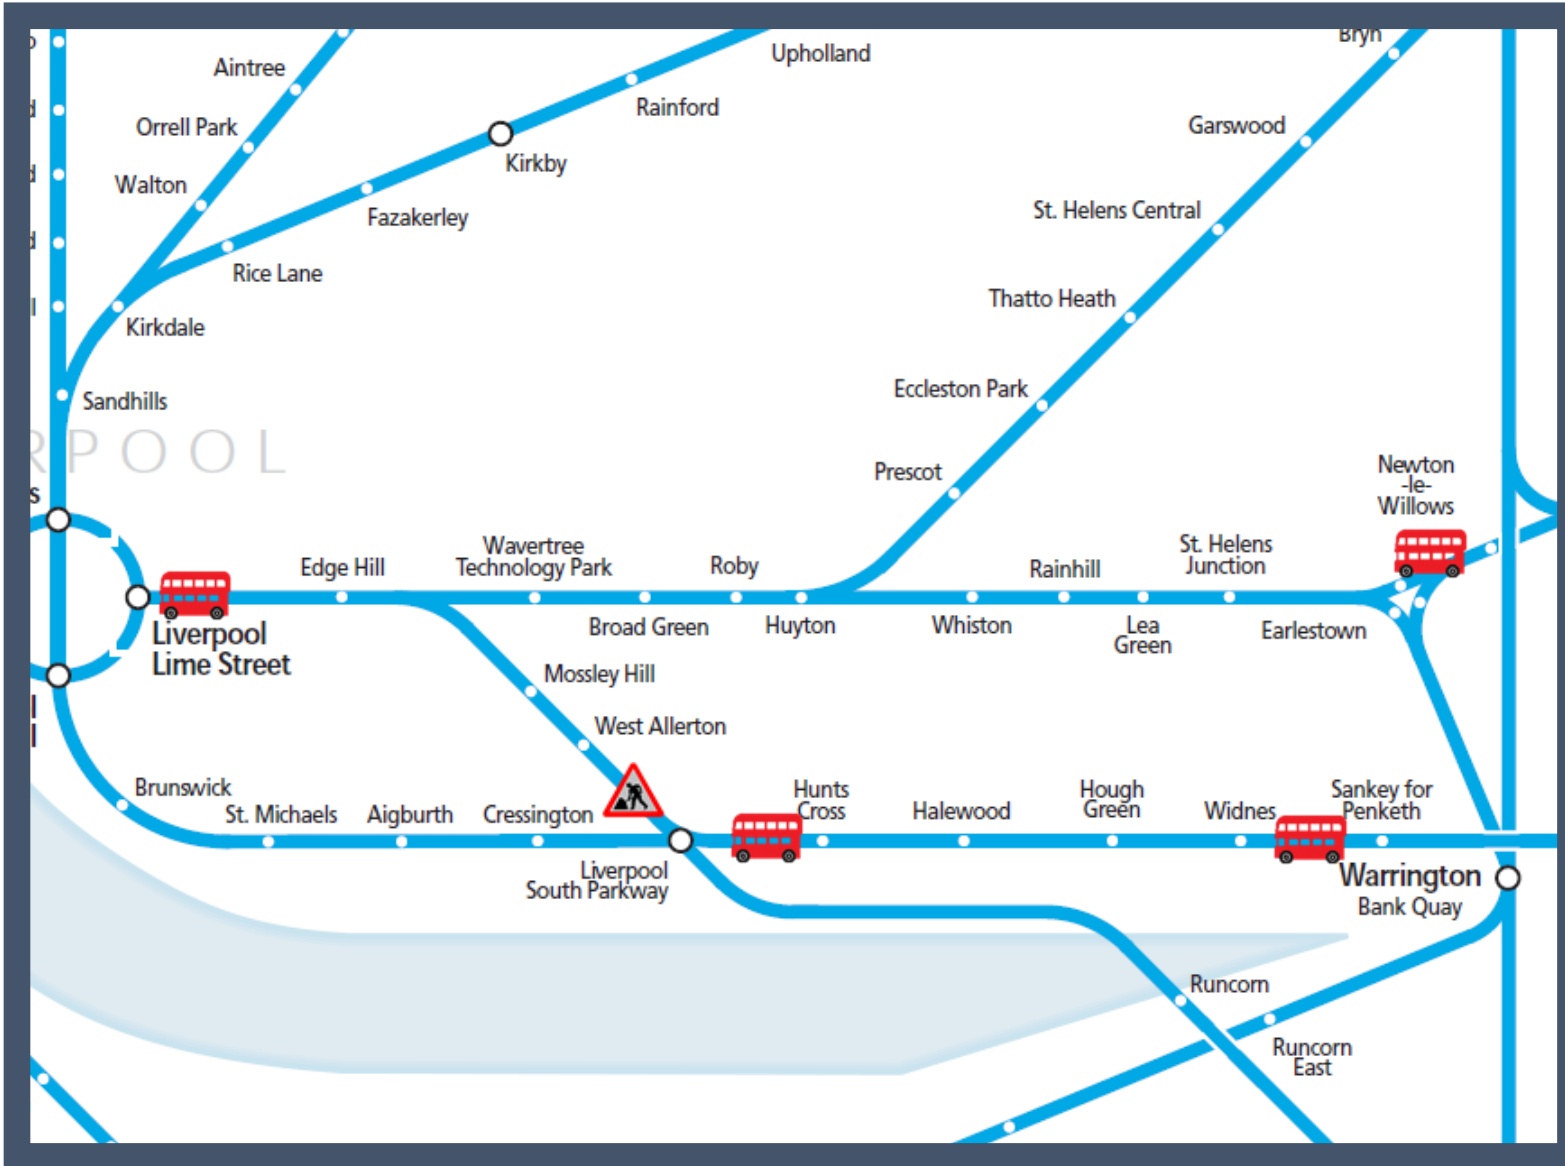 Bryn
Upholland
Aintree
Rainford
Orrell Park
Garswood
Kirkby
Walton
Fazakerley
St. Helens Central
Rice Lane
Thatto Heath
Kirkdale
Eccleston Park
Sandhills
RPOOL
Prescot
Newton
-le-
Willows
s
Edge Hill
Wavertree
Technology Park
Roby
Rainhill
St. Helens
Junction
Broad Green
Huyton
Whiston
Lea
Green
Earlestown
Liverpool
Lime Street
Mossley Hill
West Allerton
Brunswick
St. Michaels
Aigburth
Cressington
Hunts
Cross
Halewood
Hough
Green
Widnes
Sankey for
Penketh
Liverpool
South Parkway
Warrington
Bank Quay
Runcorn
Runcorn
East